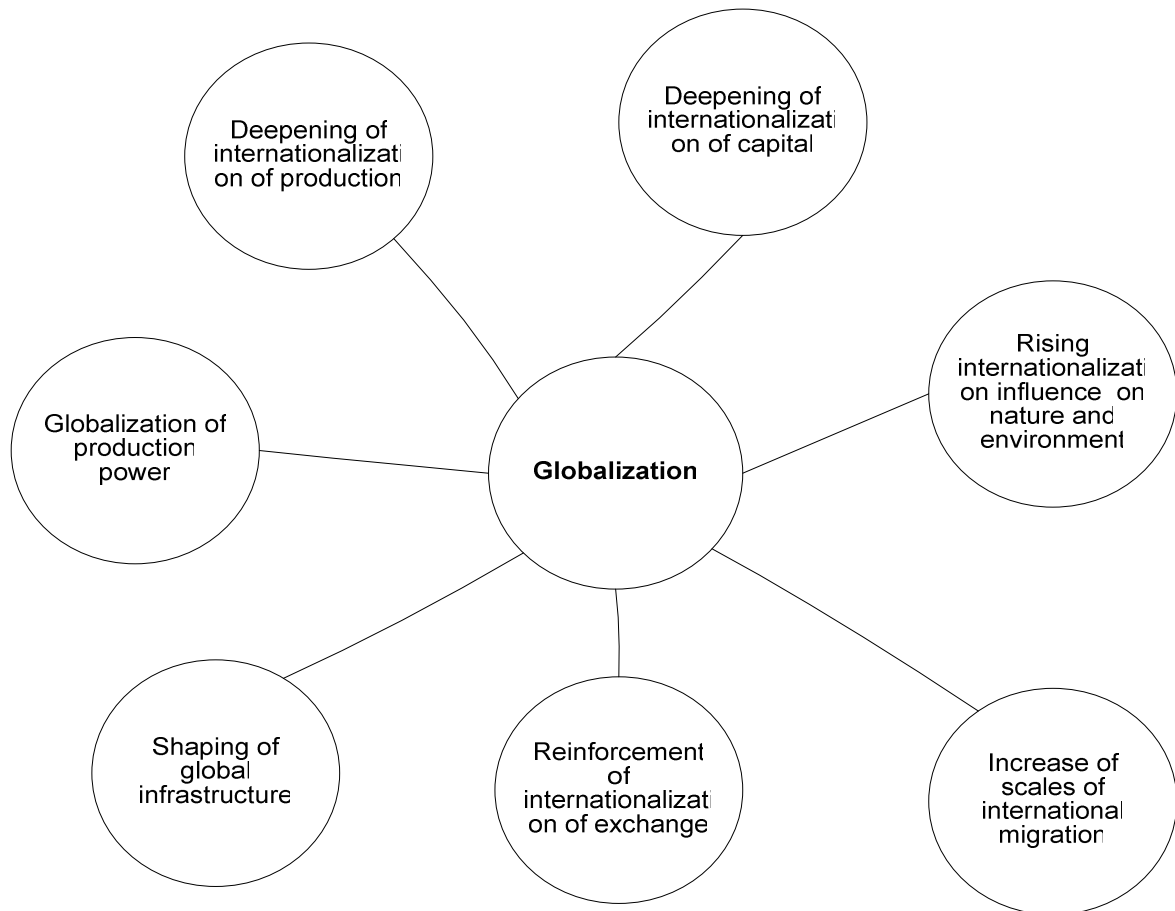 Deepening of
internationalizati
on of production
Deepening of
internationalizati
on of capital
Rising
internationalizati
on influence  on
nature and
environment
Globalization of
production
power
Globalization
Shaping of
global
infrastructure
Reinforcement
of
internationalizati
on of exchange
Increase of
scales of
international
migration